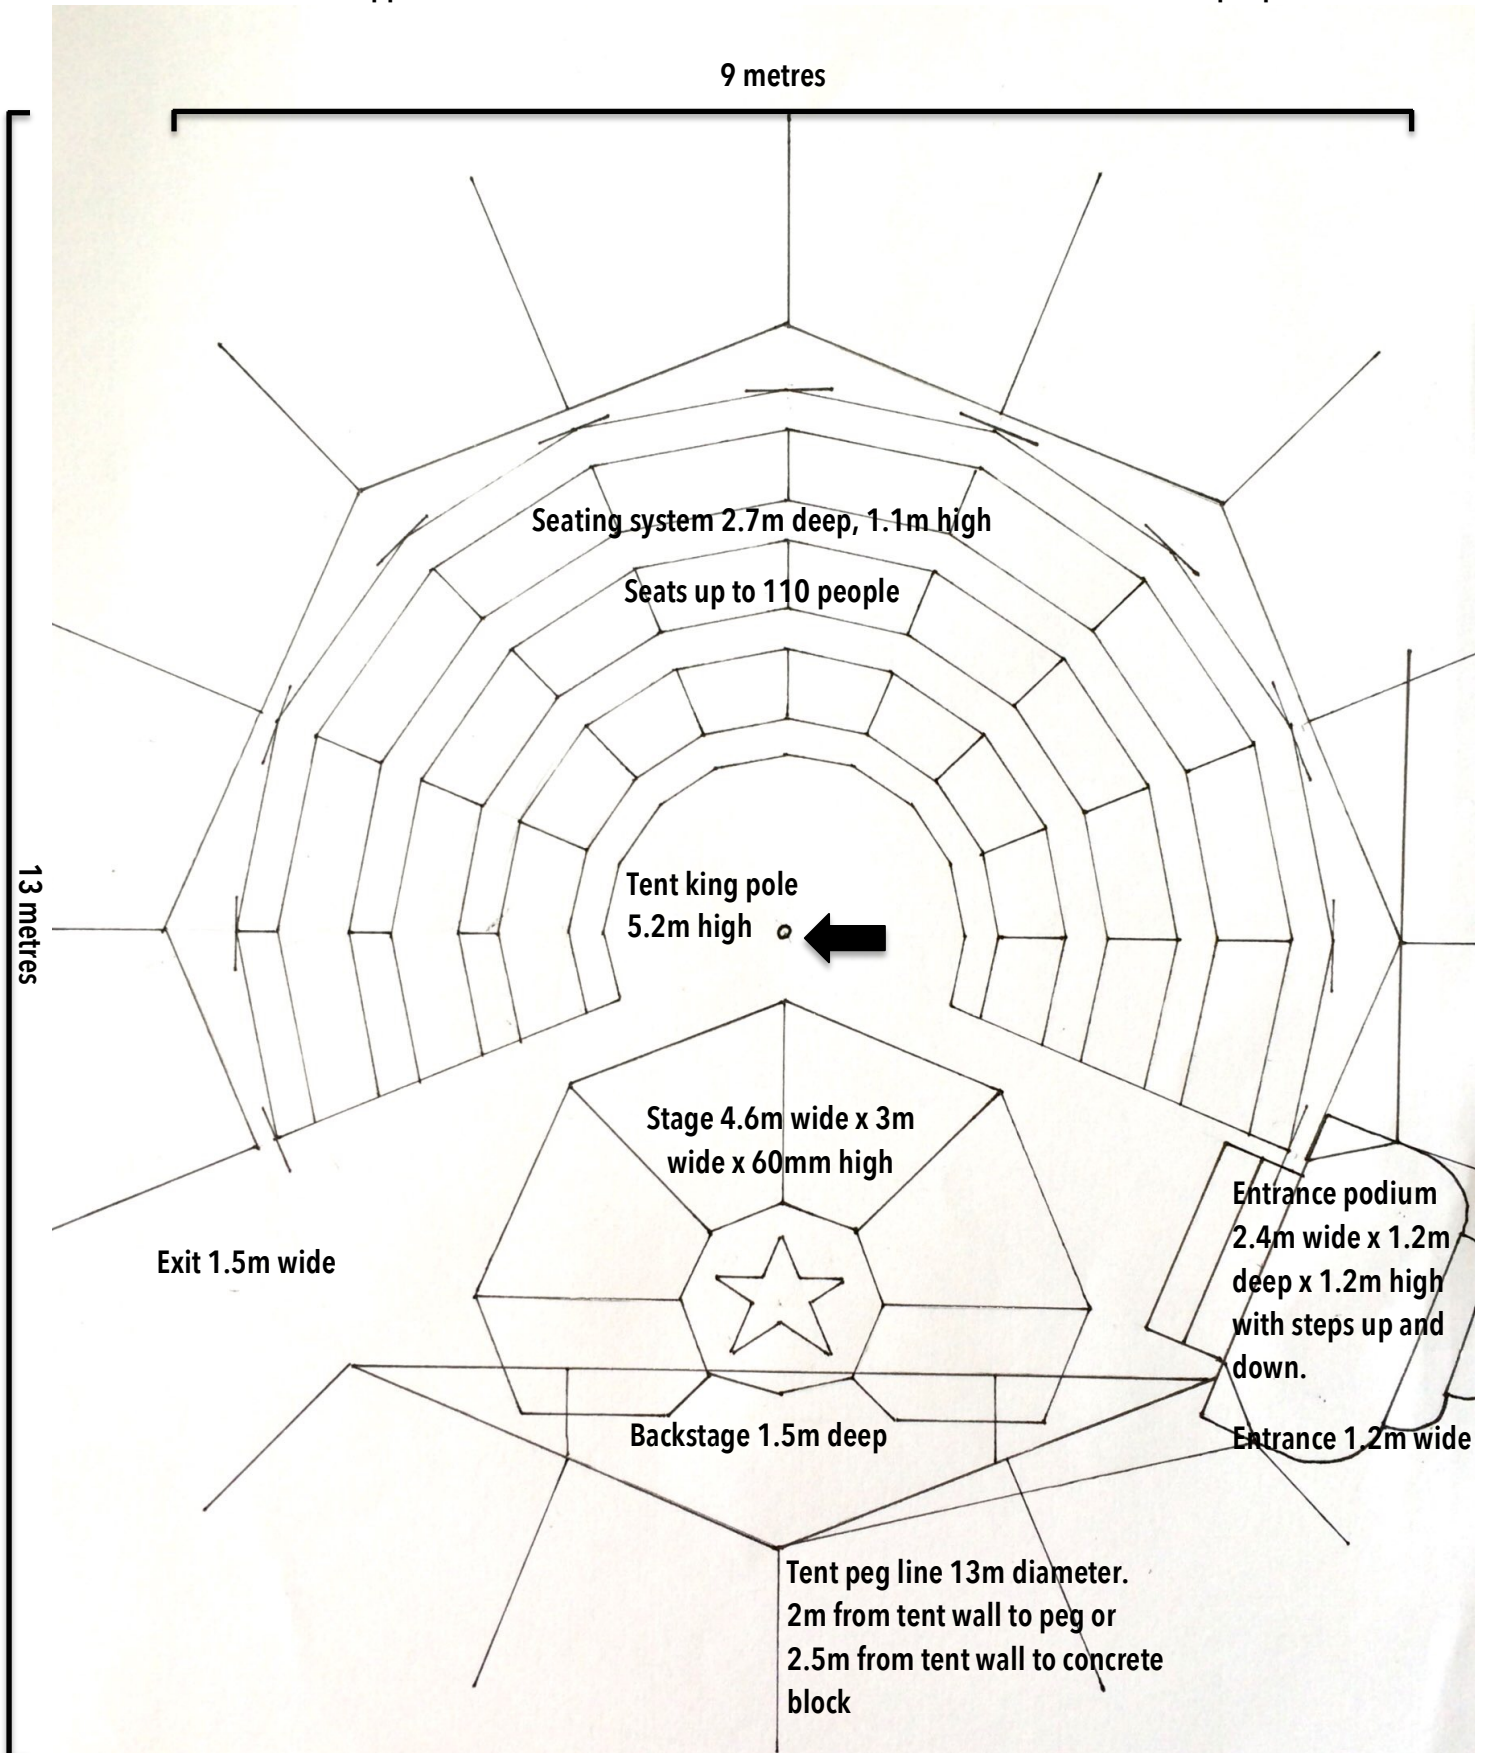 9 metres
Seating system 2.7m deep, 1.1m high
Seats up to 110 people
13 metres
Tent king pole
5.2m high
Stage 4.6m wide x 3m
wide x 60mm high
Entrance podium
2.4m wide x 1.2m
deep x 1.2m high
with steps up and
down.
Exit 1.5m wide
Backstage 1.5m deep
Entrance 1.2m wide
Tent peg line 13m diameter.
2m from tent wall to peg or
2.5m from tent wall to concrete
block